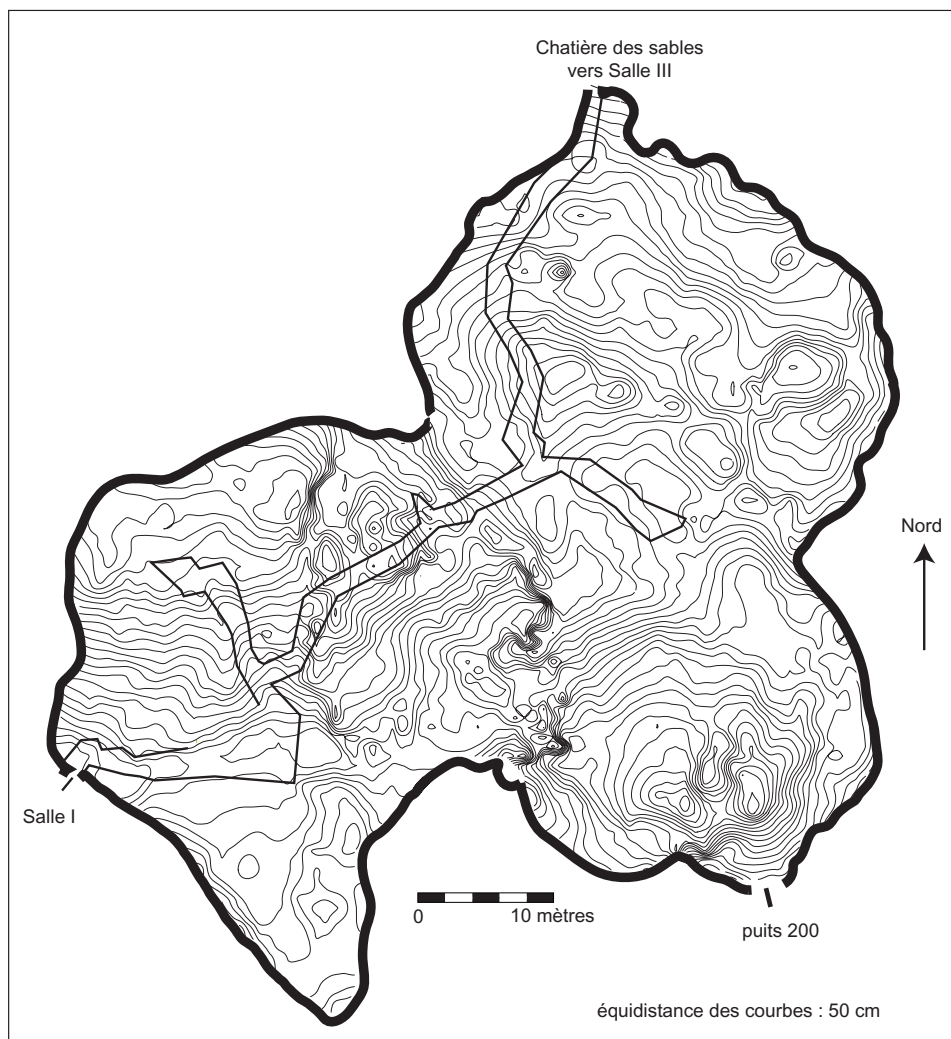 Chatière des sables
vers Salle III
Nord
Salle I
0 10 mètres
puits 200
équidistance des courbes : 50 cm